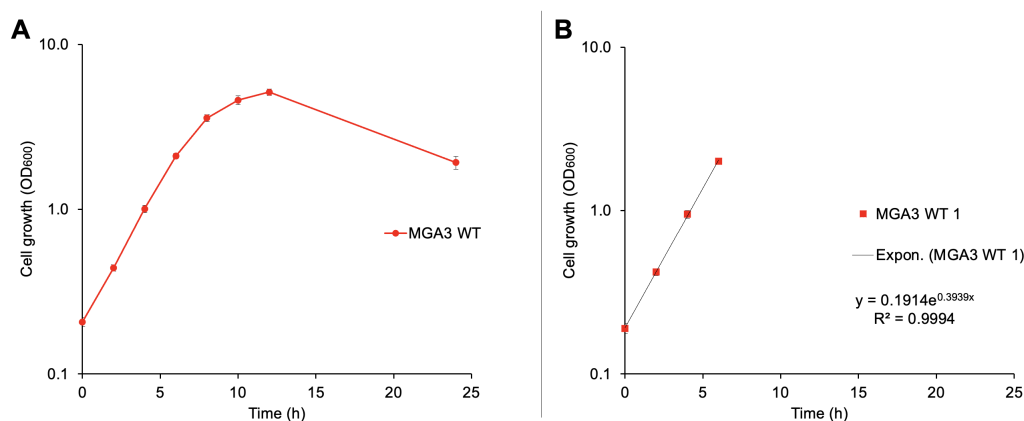 A
10.0
1.0
0.1
Cell growth (OD600)
0 5 10 15 20 25
Time (h)
MGA3 WT
B
10.0
1.0
0.1
Cell growth (OD600)
0 5 10 15 20 25
Time (h)
MGA3 WT 1
Expon. (MGA3 WT 1)
y = 0.1914e^0.3939x
R² = 0.9994